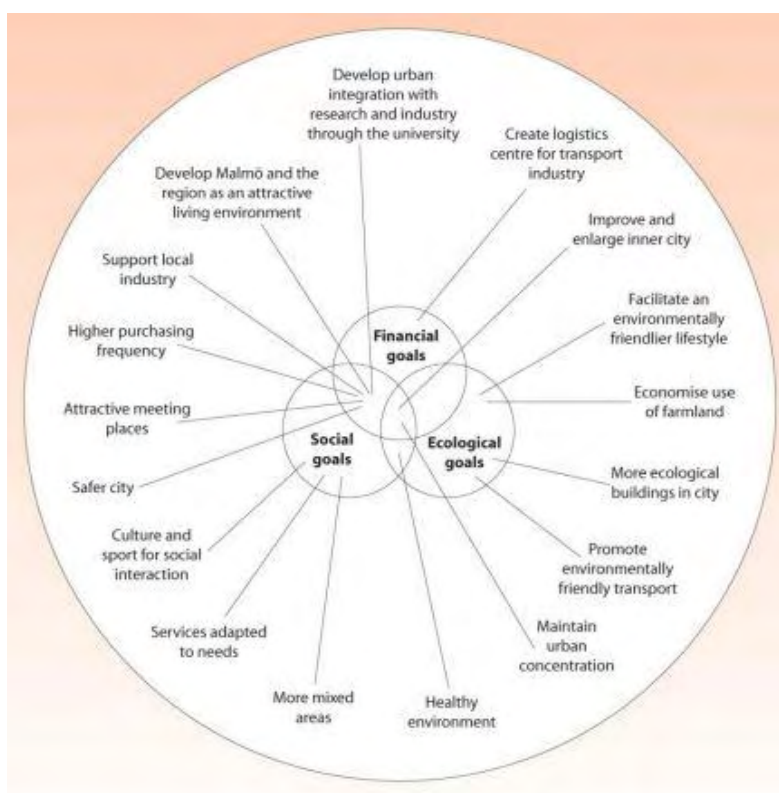 Develop urban
integration with
research and industry
through the university
Create logistics
centre for transport
industry
Develop Malmö and the
region as an attractive
living environment
Improve and
enlarge inner city
Support local
industry
Facilitate an
environmentally
friendlier lifestyle
Higher purchasing
frequency
Financial
goals
Economise use
of farmland
Attractive meeting
places
Social
goals
Ecological
goals
Safer city
More ecological
buildings in city
Culture and
sport for social
interaction
Promote
environmentally
friendly transport
Services adapted
to needs
Maintain
urban
concentration
More mixed
areas
Healthy
environment